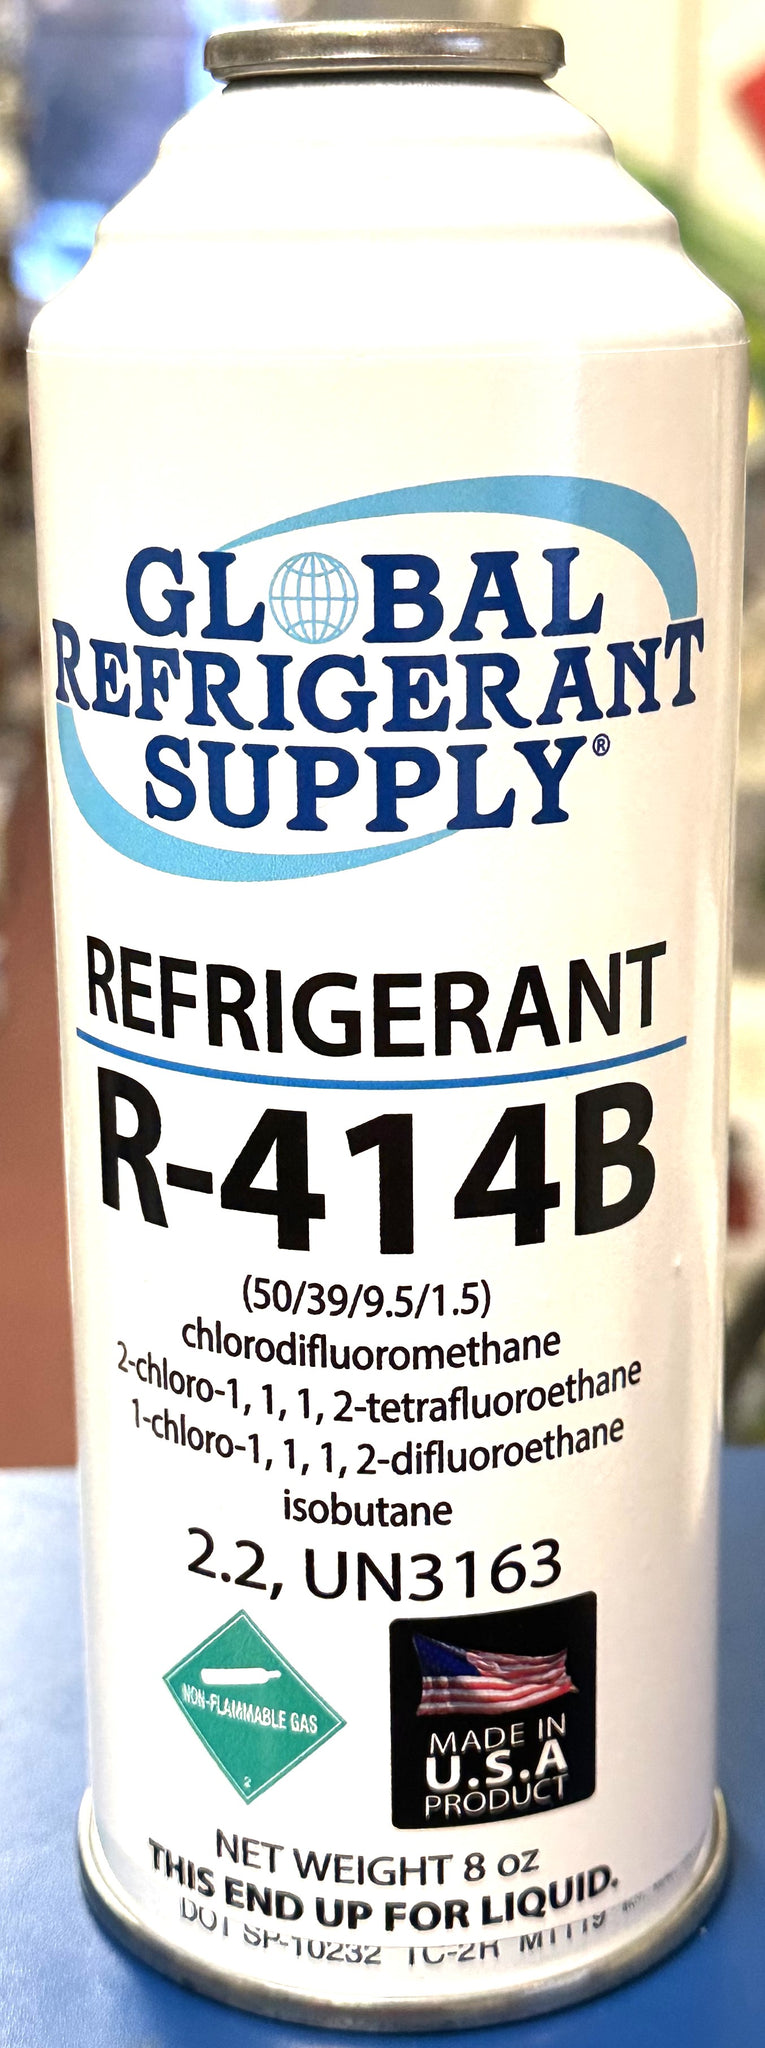 GLOBAL
REFRIGERANT
SUPPLY®
REFRIGERANT
R-414B
(50/39/9.5/1.5)
chlorodifluoromethane
2-chloro-1, 1, 1, 2-tetrafluoroethane
1-chloro-1, 1, 1, 2-difluoroethane
isobutane
2.2, UN3163
NON-FLAMMABLE GAS
2
MADE IN
U.S.A
PRODUCT
NET WEIGHT 8 oz
THIS END UP FOR LIQUID.
DOT SP-10232 TC-2R M1119